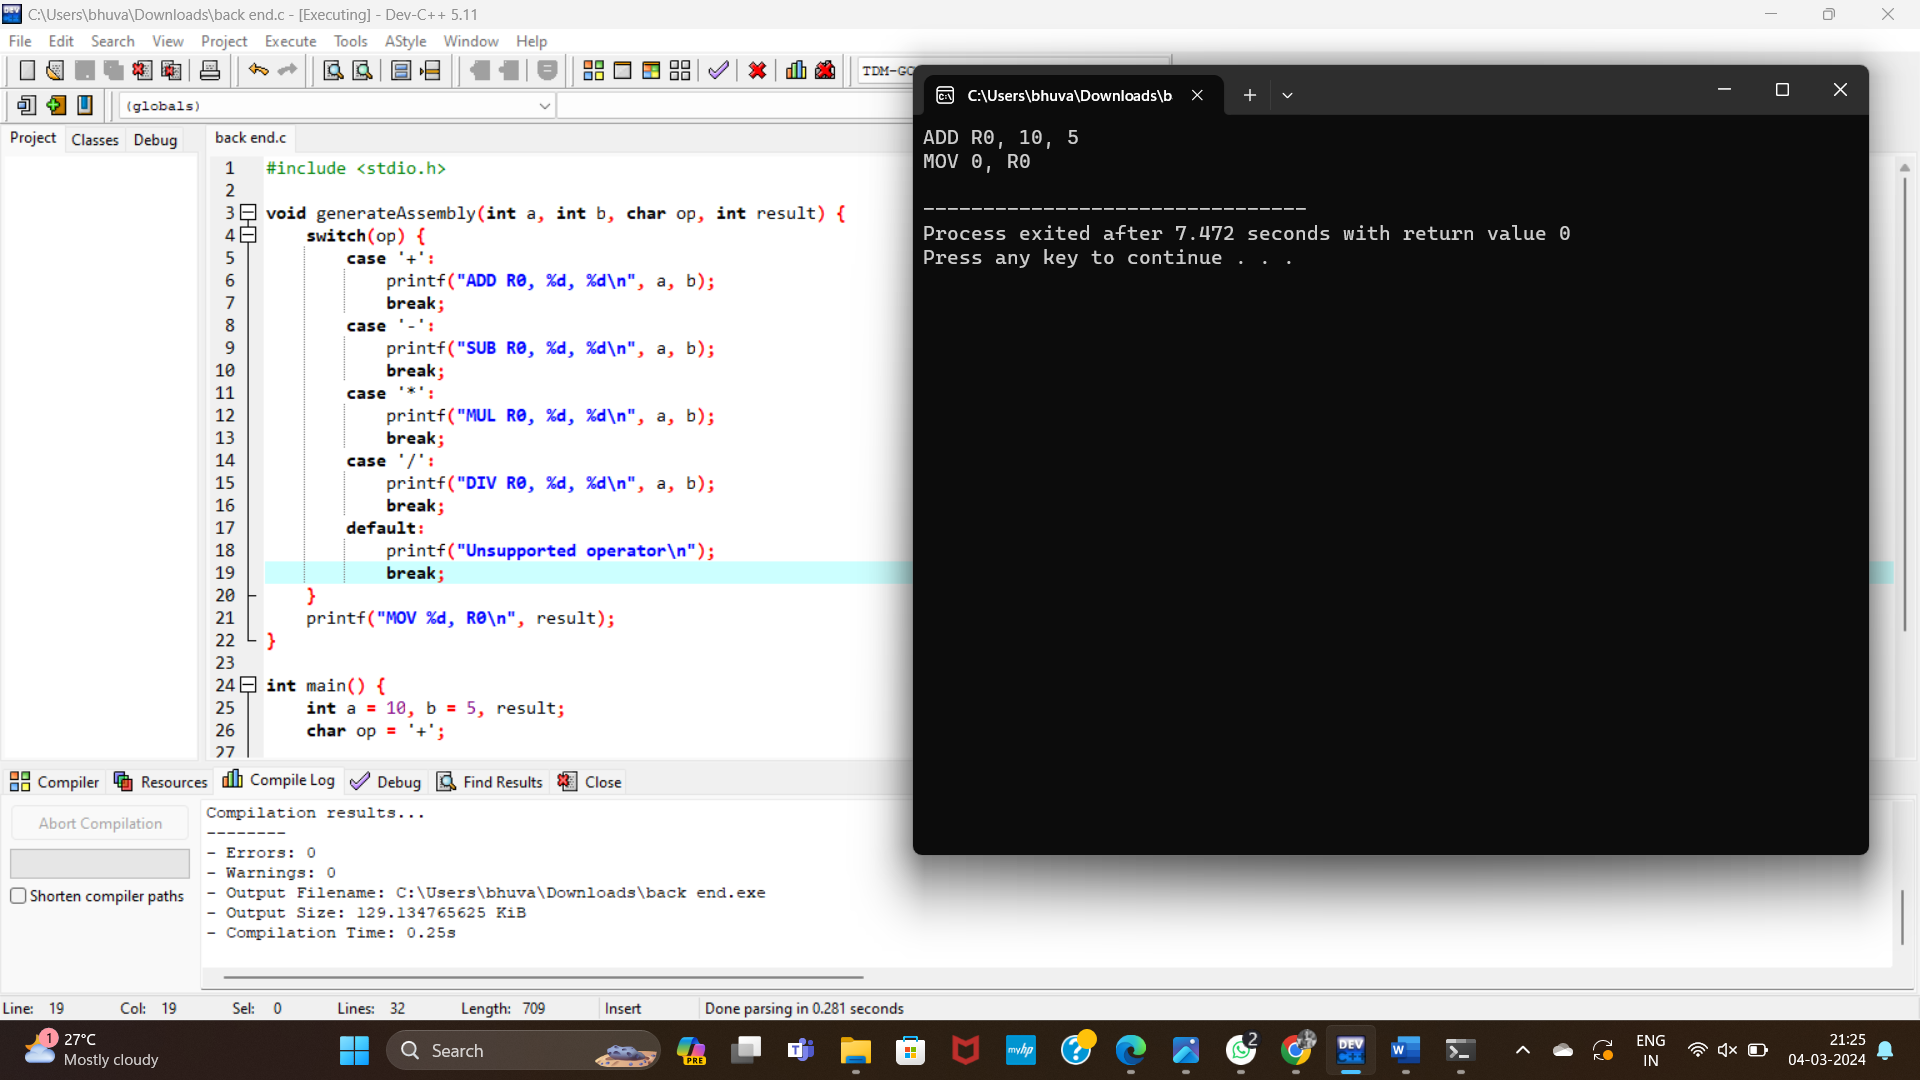 C:\Users\bhuva\Downloads\back end.c - [Executing] - Dev-C++ 5.11
File Edit Search View Project Execute Tools AStyle Window Help
TDM-GC
(globals)
Project Classes Debug
back end.c
1 #include <stdio.h>
2
3 void generateAssembly(int a, int b, char op, int result) {
4 switch(op) {
5 case '+':
6 printf("ADD R0, %d, %d\n", a, b);
7 break;
8 case '-':
9 printf("SUB R0, %d, %d\n", a, b);
10 break;
11 case '*':
12 printf("MUL R0, %d, %d\n", a, b);
13 break;
14 case '/':
15 printf("DIV R0, %d, %d\n", a, b);
16 break;
17 default:
18 printf("Unsupported operator\n");
19 break;
20 }
21 printf("MOV %d, R0\n", result);
22 }
23
24 int main() {
25 int a = 10, b = 5, result;
26 char op = '+';
27
C:\Users\bhuva\Downloads\b
ADD R0, 10, 5
MOV 0, R0
--------------------------------
Process exited after 7.472 seconds with return value 0
Press any key to continue . . .
Compiler Resources Compile Log Debug Find Results Close
Abort Compilation
Shorten compiler paths
Compilation results...
--------
- Errors: 0
- Warnings: 0
- Output Filename: C:\Users\bhuva\Downloads\back end.exe
- Output Size: 129.134765625 KiB
- Compilation Time: 0.25s
Line: 19 Col: 19 Sel: 0 Lines: 32 Length: 709 Insert Done parsing in 0.281 seconds
1
27°C
Mostly cloudy
Search
PRE
myhp
2
DEV
ENG
IN
21:25
04-03-2024